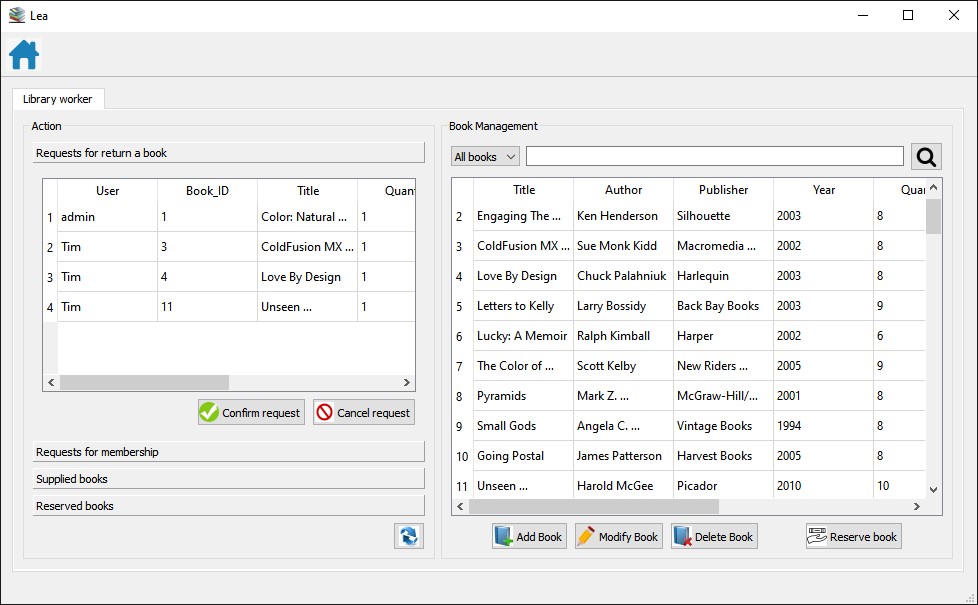 Lea
Library worker
Action
Requests for return a book
User Book_ID Title Quant
1 admin 1 Color: Natural ... 1
2 Tim 3 ColdFusion MX ... 1
3 Tim 4 Love By Design 1
4 Tim 11 Unseen ... 1
Confirm request Cancel request
Requests for membership
Supplied books
Reserved books
Book Management
All books
Title Author Publisher Year Quar
2 Engaging The ... Ken Henderson Silhouette 2003 8
3 ColdFusion MX ... Sue Monk Kidd Macromedia ... 2002 8
4 Love By Design Chuck Palahniuk Harlequin 2003 8
5 Letters to Kelly Larry Bossidy Back Bay Books 2003 9
6 Lucky: A Memoir Ralph Kimball Harper 2002 6
7 The Color of ... Scott Kelby New Riders ... 2005 9
8 Pyramids Mark Z. ... McGraw-Hill/... 2001 8
9 Small Gods Angela C. ... Vintage Books 1994 8
10 Going Postal James Patterson Harvest Books 2005 8
11 Unseen ... Harold McGee Picador 2010 10
Add Book Modify Book Delete Book Reserve book